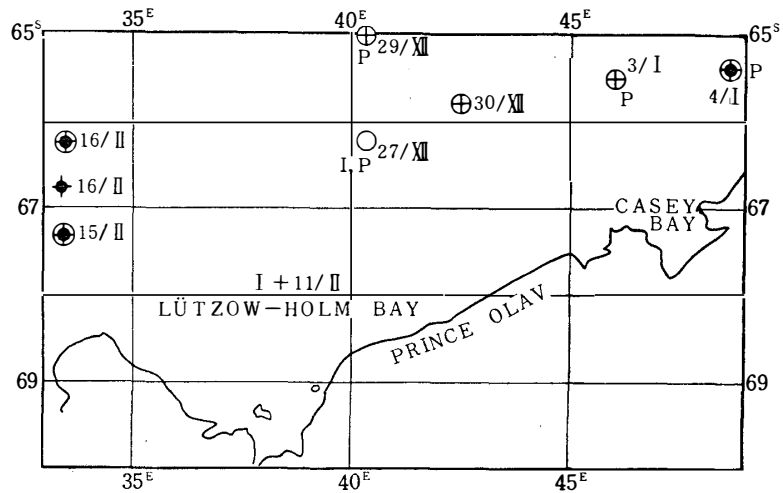 35ᴱ 40ᴱ 45ᴱ
65ˢ 65ˢ
29/Ⅻ
P
3/Ⅰ
P
P
4/Ⅰ
30/Ⅻ
16/Ⅱ
27/Ⅻ
I, P
16/Ⅱ
67 67
CASEY
BAY
15/Ⅱ
I + 11/Ⅱ
LÜTZOW-HOLM BAY
PRINCE OLAV
69 69
35ᴱ 40ᴱ 45ᴱ